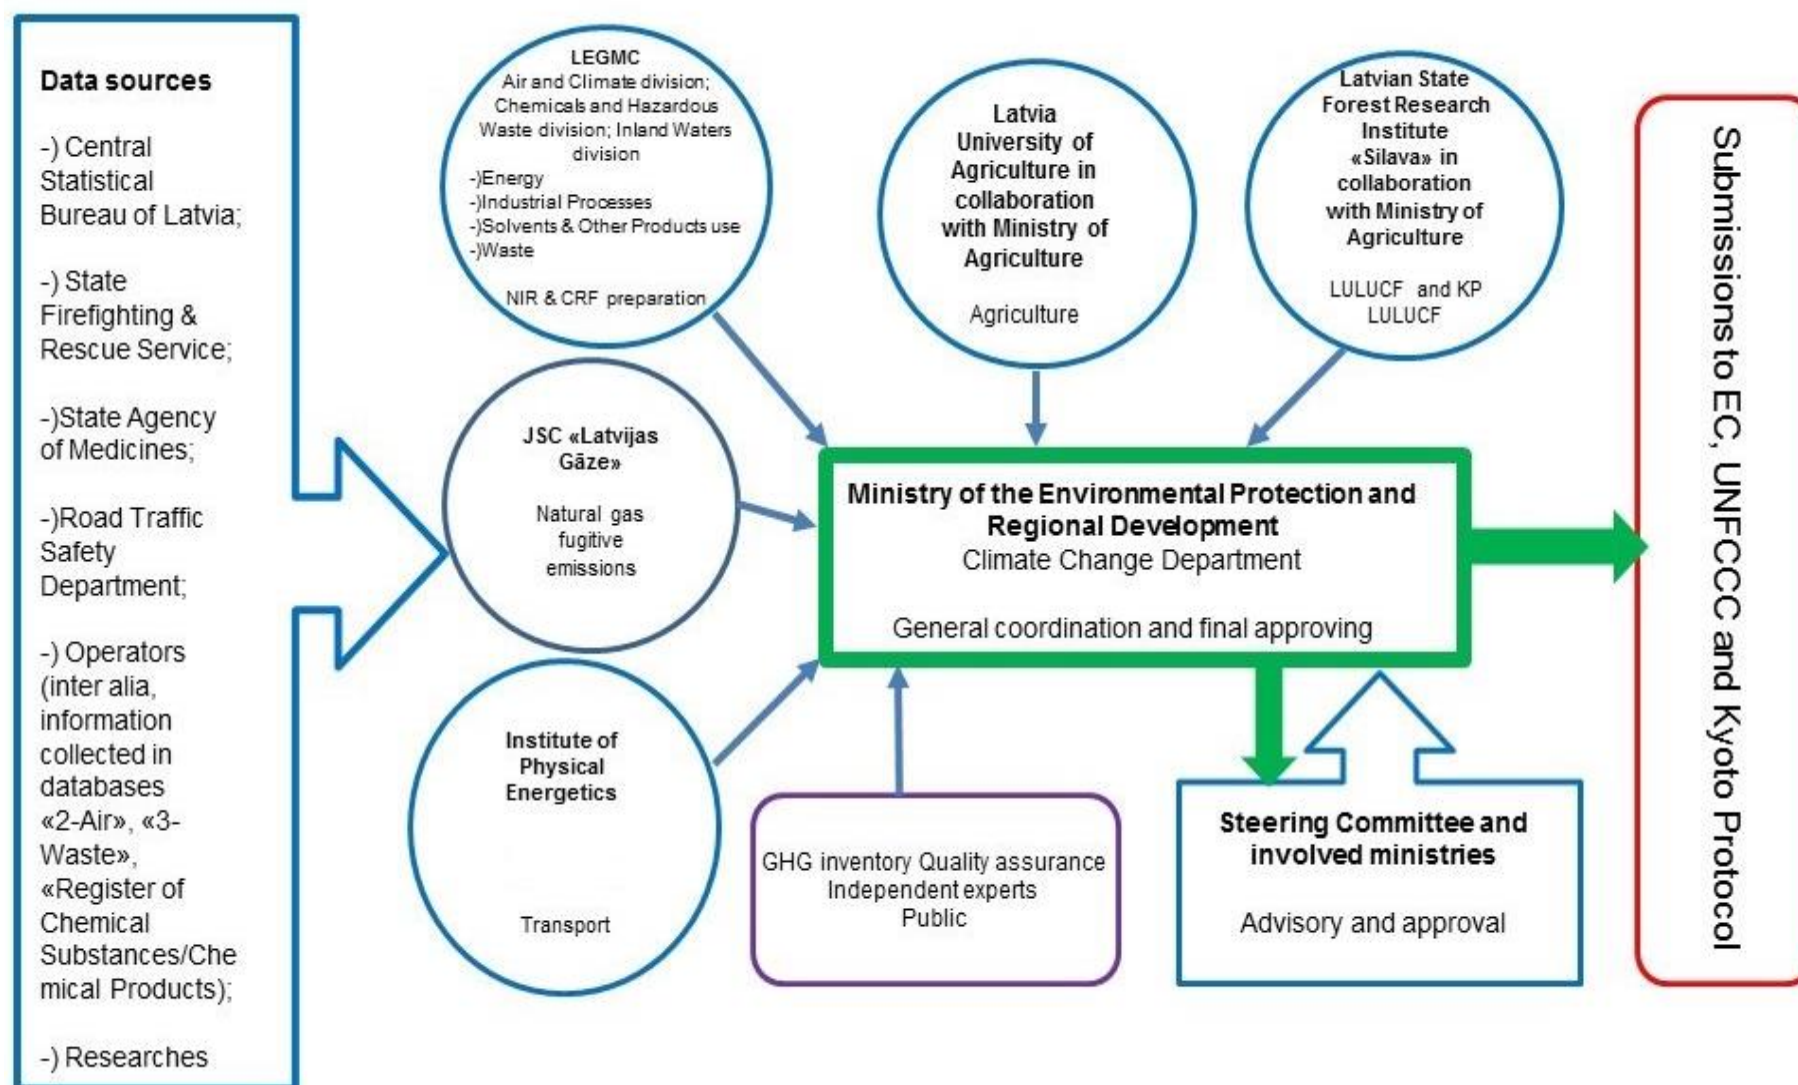 Data sources
-) Central
Statistical
Bureau of Latvia;
-) State
Firefighting &
Rescue Service;
-)State Agency
of Medicines;
-)Road Traffic
Safety
Department;
-) Operators
(inter alia,
information
collected in
databases
«2-Air», «3-
Waste»,
«Register of
Chemical
Substances/Che
mical Products);
-) Researches
LEGMC
Air and Climate division;
Chemicals and Hazardous
Waste division; Inland Waters
division
-)Energy
-)Industrial Processes
-)Solvents & Other Products use
-)Waste
NIR & CRF preparation
Latvia
University of
Agriculture in
collaboration
with Ministry of
Agriculture
Agriculture
Latvian State
Forest Research
Institute
«Silava» in
collaboration
with Ministry of
Agriculture
LULUCF and KP
LULUCF
JSC «Latvijas
Gāze»
Natural gas
fugitive
emissions
Ministry of the Environmental Protection and
Regional Development
Climate Change Department
General coordination and final approving
Institute of
Physical
Energetics
Transport
GHG inventory Quality assurance
Independent experts
Public
Steering Committee and
involved ministries
Advisory and approval
Submissions to EC, UNFCCC and Kyoto Protocol